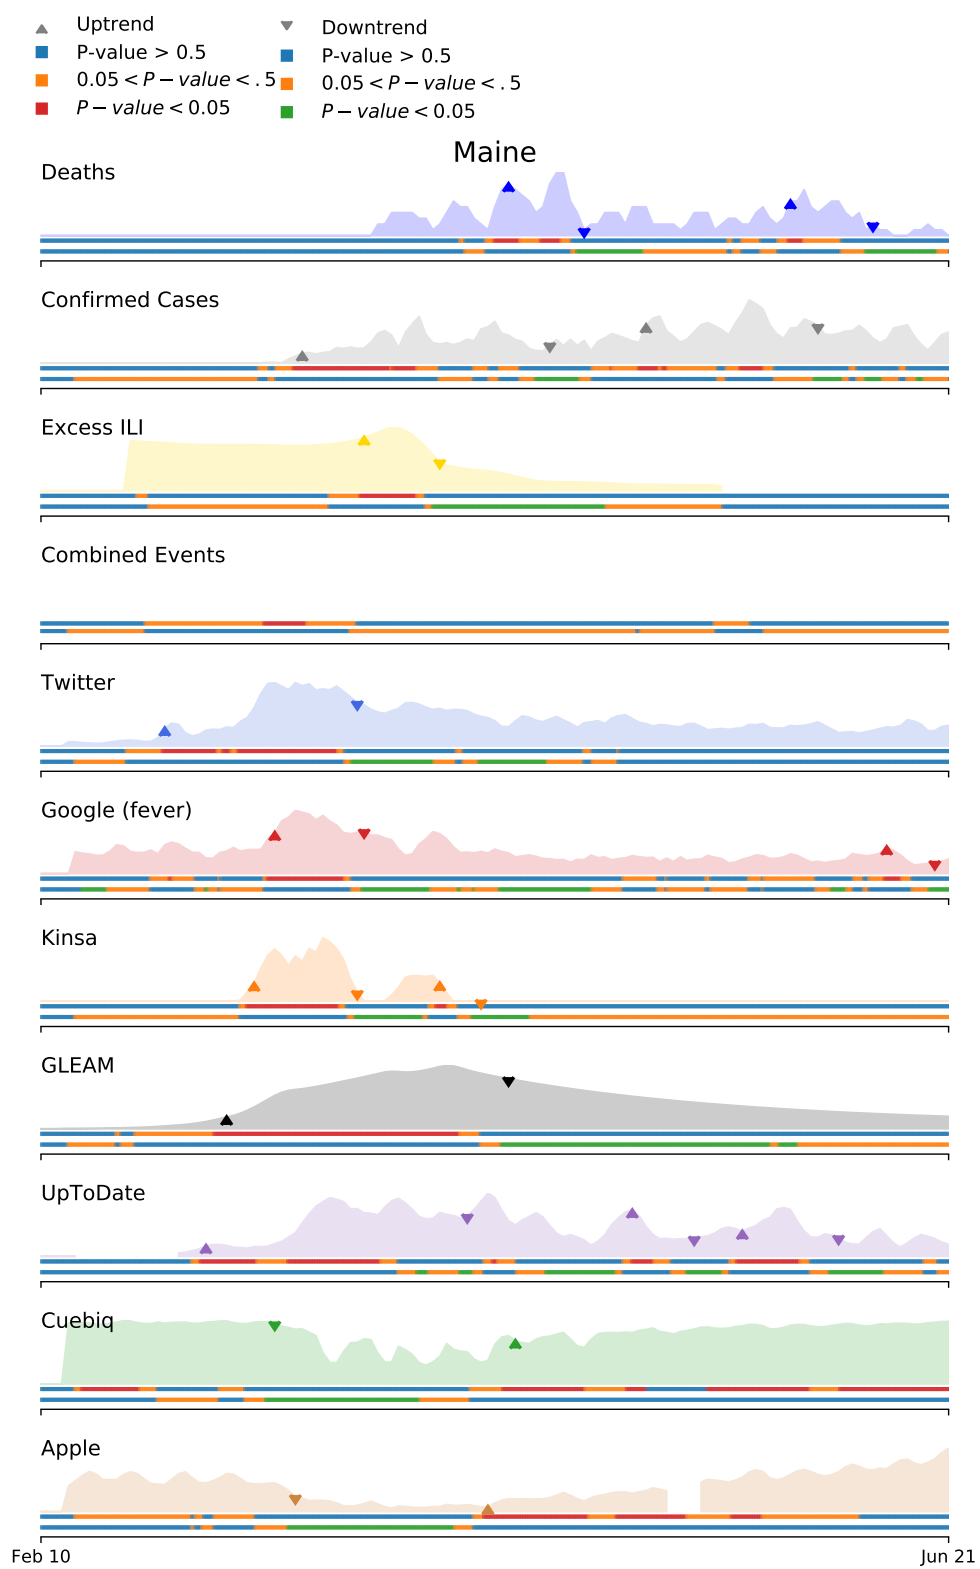 Uptrend
P-value > 0.5
0.05 < P − value < .5
P − value < 0.05
Downtrend
P-value > 0.5
0.05 < P − value < .5
P − value < 0.05
Maine
Deaths
Confirmed Cases
Excess ILI
Combined Events
Twitter
Google (fever)
Kinsa
GLEAM
UpToDate
Cuebiq
Apple
Feb 10
Jun 21